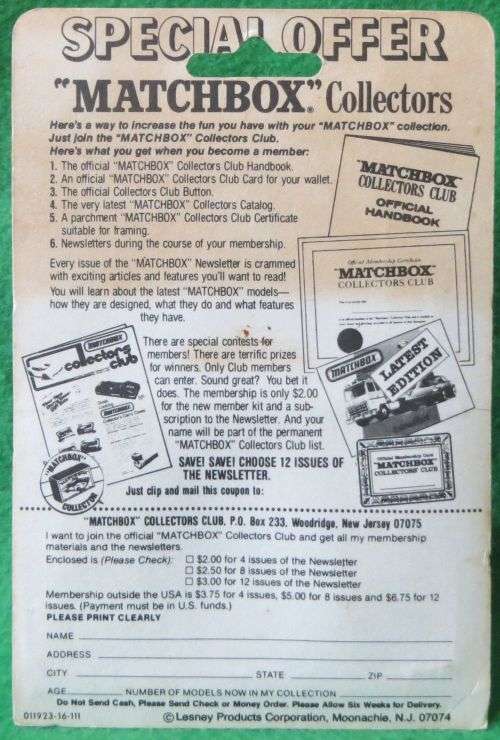 SPECIAL OFFER
"MATCHBOX"® Collectors
Here's a way to increase the fun you have with your "MATCHBOX" collection.
Just join the "MATCHBOX" Collectors Club.
Here's what you get when you become a member:
1. The official "MATCHBOX" Collectors Club Handbook.
2. An official "MATCHBOX" Collectors Club Card for your wallet.
3. The official Collectors Club Button.
4. The very latest "MATCHBOX" Collectors Catalog.
5. A parchment "MATCHBOX" Collectors Club Certificate
suitable for framing.
6. Newsletters during the course of your membership.
"MATCHBOX"
COLLECTORS CLUB
OFFICIAL
HANDBOOK
Every issue of the "MATCHBOX" Newsletter is crammed
with exciting articles and features you'll want to read!
You will learn about the latest "MATCHBOX" models—
how they are designed, what they do and what features
they have.
Official Membership Certificate
"MATCHBOX"
COLLECTORS CLUB
MATCHBOX
collectors
club
There are special contests for
members! There are terrific prizes
for winners. Only Club members
can enter. Sound great? You bet it
does. The membership is only $2.00
for the new member kit and a sub-
scription to the Newsletter. And your
name will be part of the permanent
"MATCHBOX" Collectors Club list.
MATCHBOX
LATEST
EDITION
"MATCHBOX"
COLLECTOR
Official Membership Card
"MATCHBOX"
COLLECTORS CLUB
SAVE! SAVE! CHOOSE 12 ISSUES OF
THE NEWSLETTER.
Just clip and mail this coupon to:
"MATCHBOX" COLLECTORS CLUB, P.O. Box 233, Woodridge, New Jersey 07075
I want to join the official "MATCHBOX" Collectors Club and get all my membership
materials and the newsletters.
Enclosed is (Please Check): □ $2.00 for 4 issues of the Newsletter
□ $2.50 for 8 issues of the Newsletter
□ $3.00 for 12 issues of the Newsletter
Membership outside the USA is $3.75 for 4 issues, $5.00 for 8 issues and $6.75 for 12
issues. (Payment must be in U.S. funds.)
PLEASE PRINT CLEARLY
NAME
ADDRESS
CITY STATE ZIP
AGE NUMBER OF MODELS NOW IN MY COLLECTION
Do Not Send Cash, Please Send Check or Money Order. Please Allow Six Weeks for Delivery.
011923-16-111 © Lesney Products Corporation, Moonachie, N.J. 07074